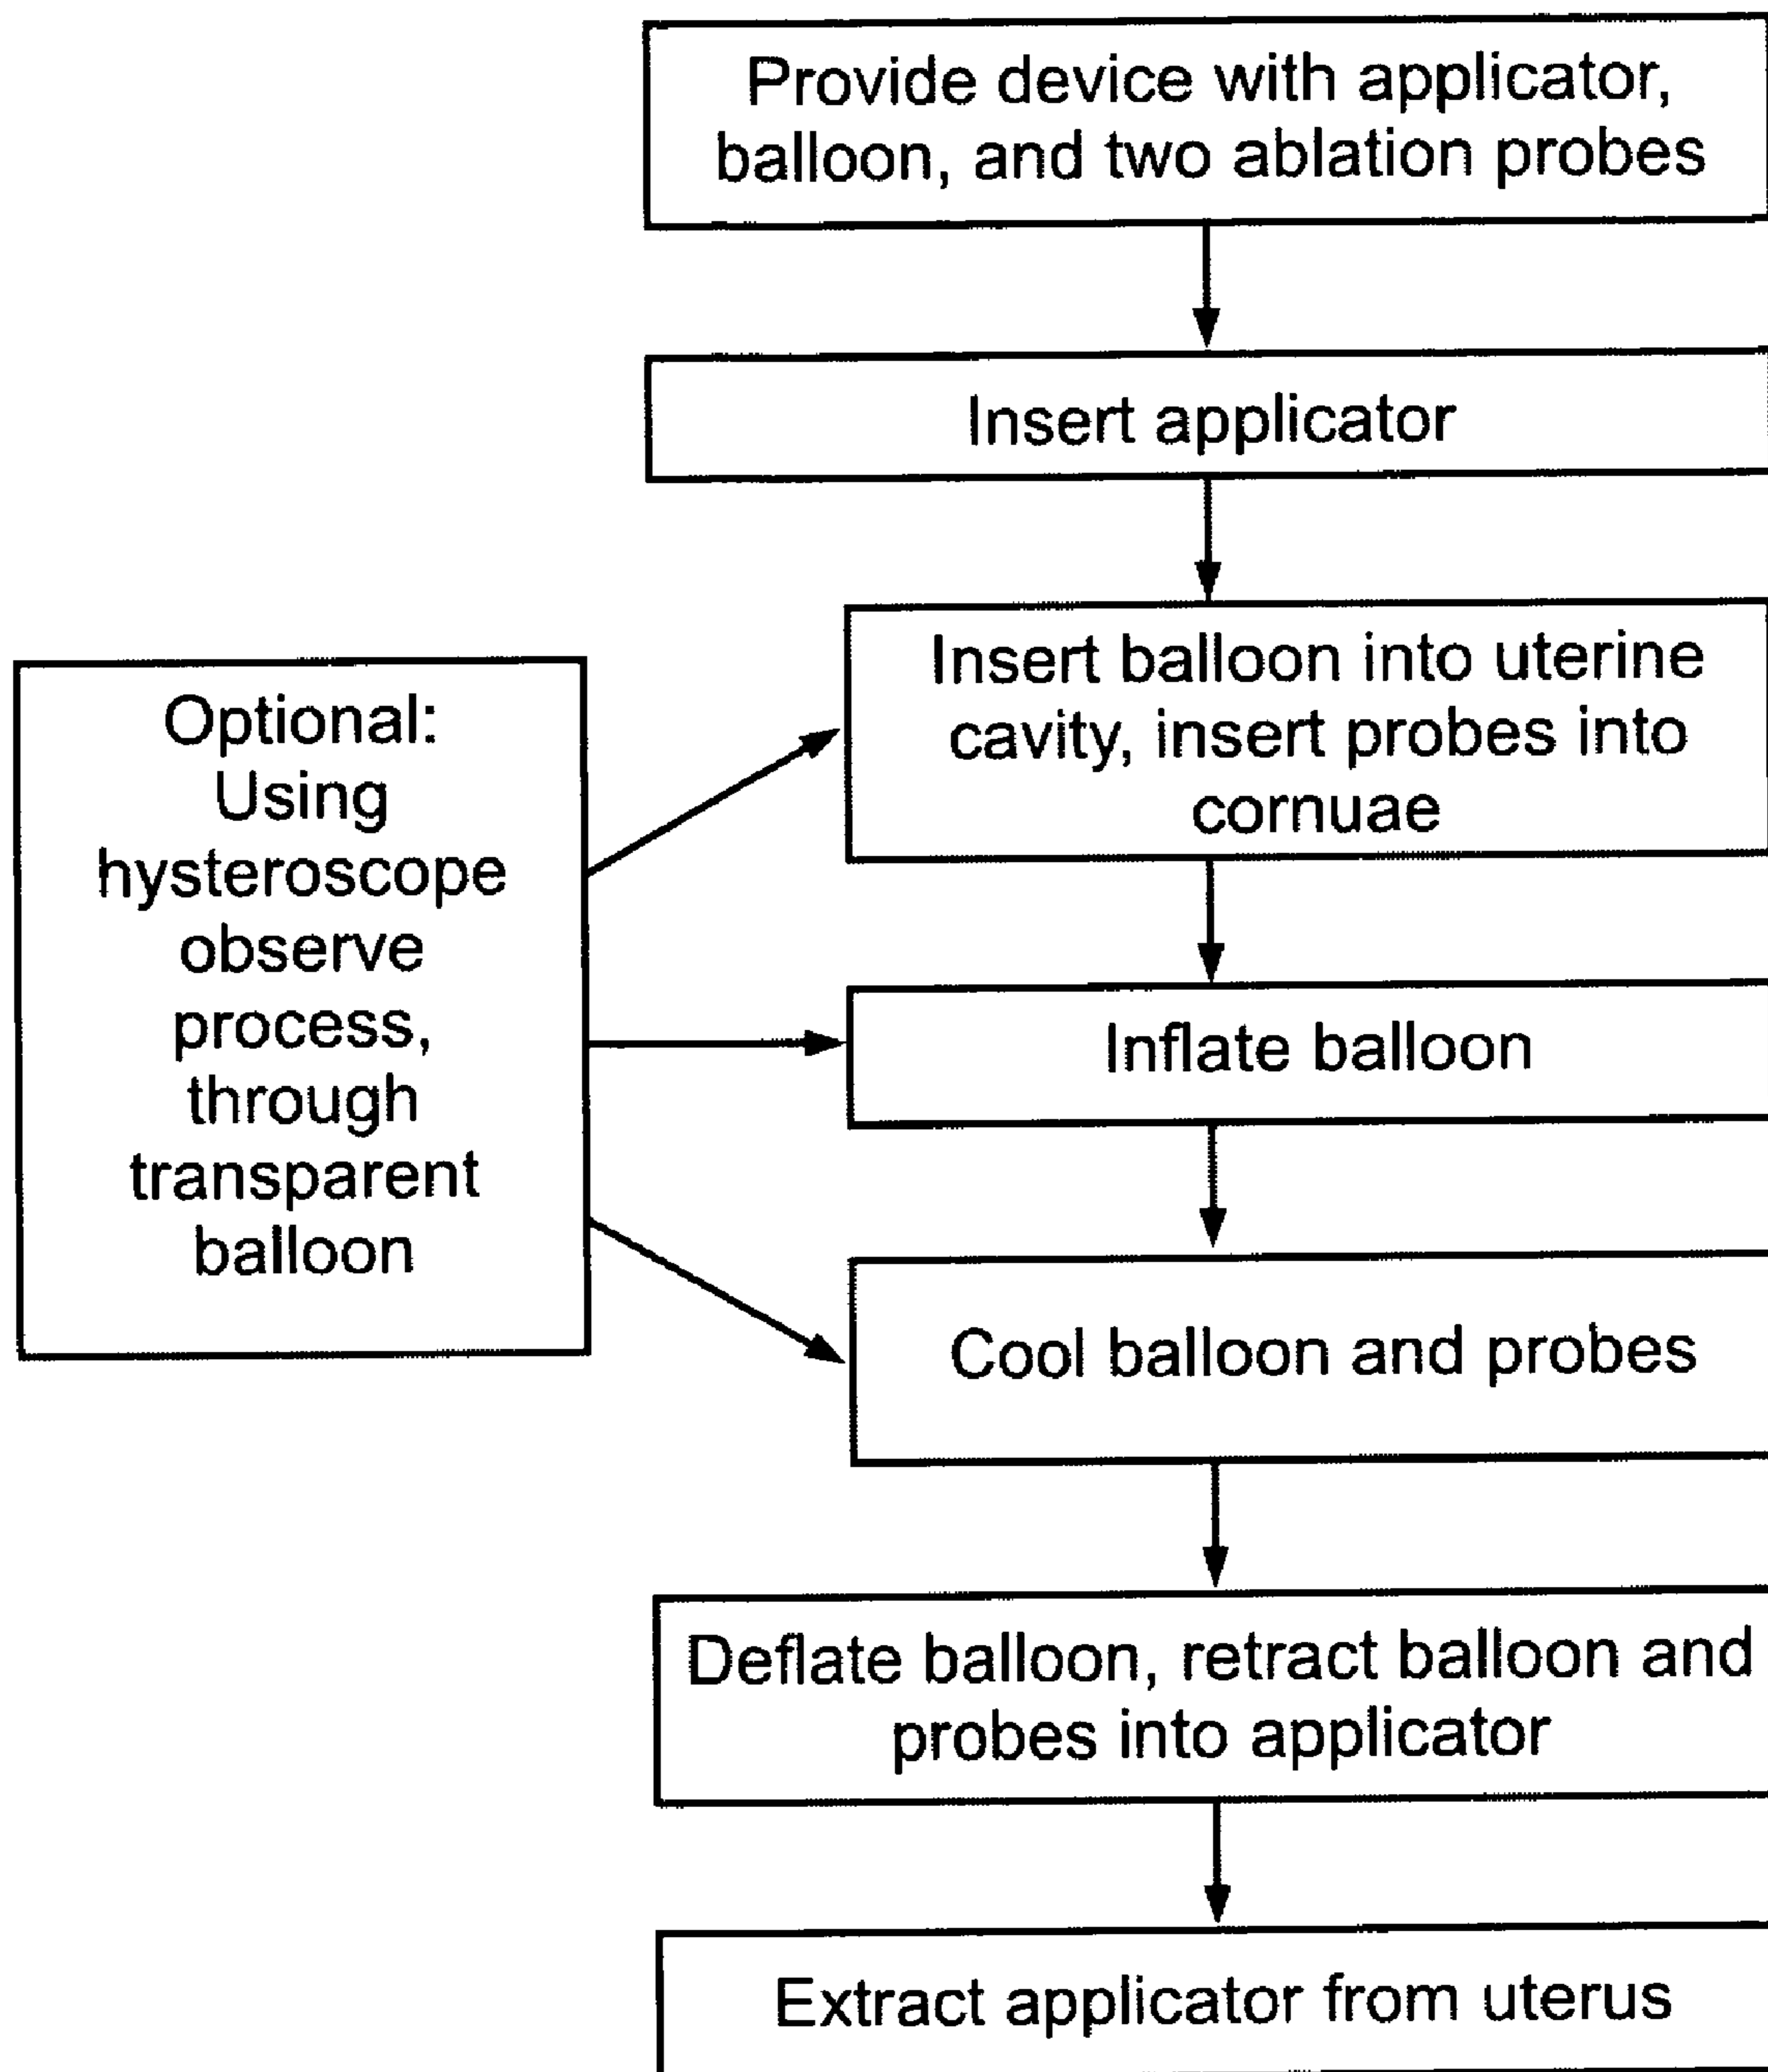 Provide device with applicator,
balloon, and two ablation probes
Insert applicator
Insert balloon into uterine
cavity, insert probes into
cornuae
Optional:
Using
hysteroscope
observe
process,
through
transparent
balloon
Inflate balloon
Cool balloon and probes
Deflate balloon, retract balloon and
probes into applicator
Extract applicator from uterus